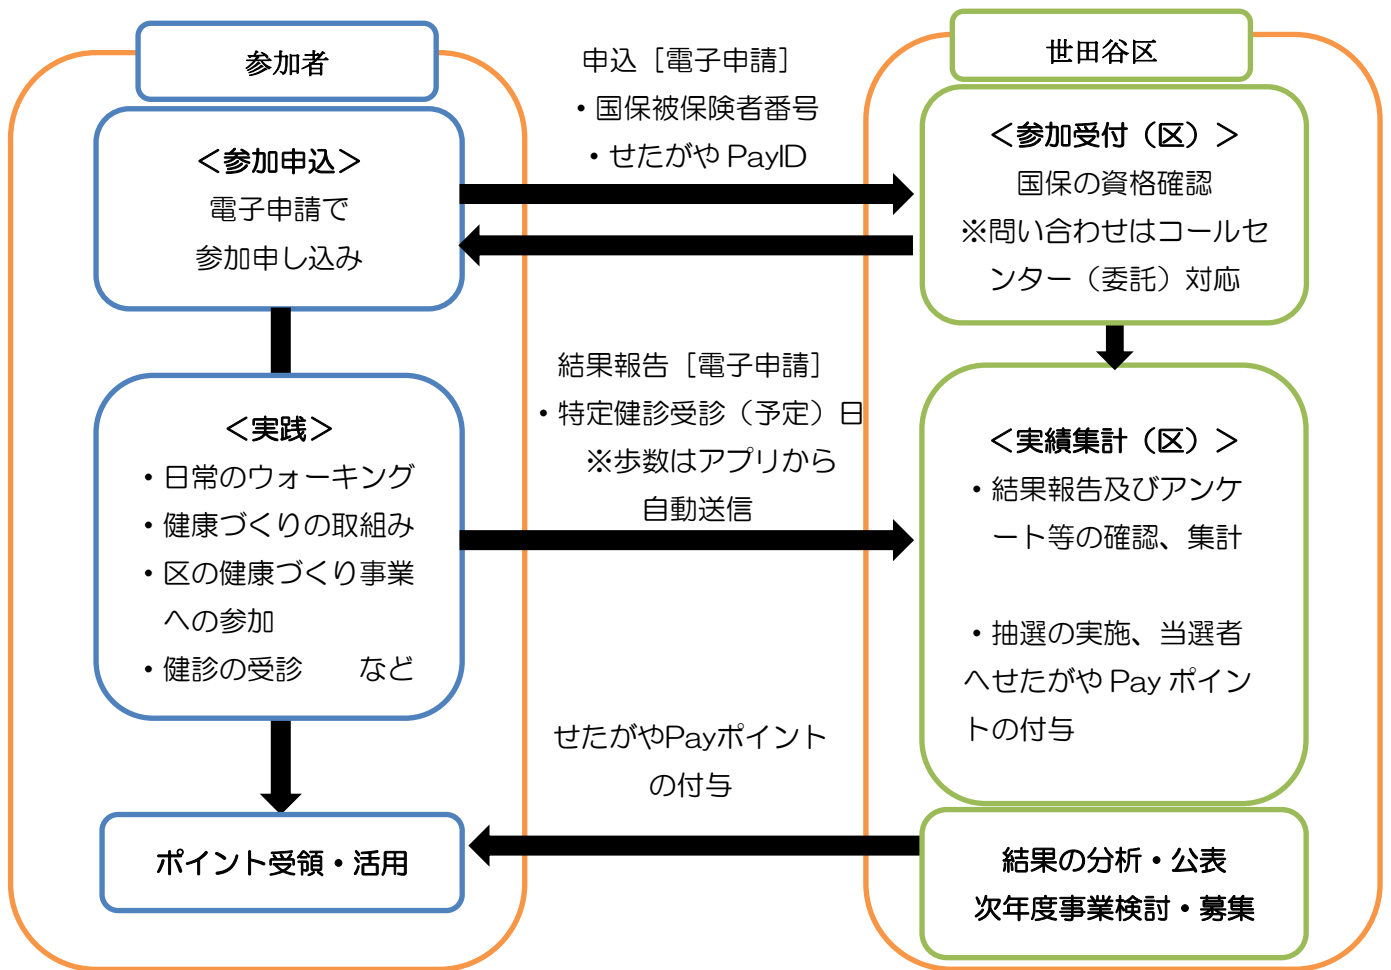 参加者
世田谷区
申込［電子申請］
・国保被保険者番号
・せたがや PayID
＜参加申込＞
電子申請で
参加申し込み
＜参加受付（区）＞
国保の資格確認
※問い合わせはコールセ
ンター（委託）対応
結果報告［電子申請］
・特定健診受診（予定）日
※歩数はアプリから
自動送信
＜実践＞
・日常のウォーキング
・健康づくりの取組み
・区の健康づくり事業
への参加
・健診の受診　　など
＜実績集計（区）＞
・結果報告及びアンケ
ート等の確認、集計
・抽選の実施、当選者
へせたがや Pay ポイン
トの付与
せたがやPayポイント
の付与
ポイント受領・活用
結果の分析・公表
次年度事業検討・募集